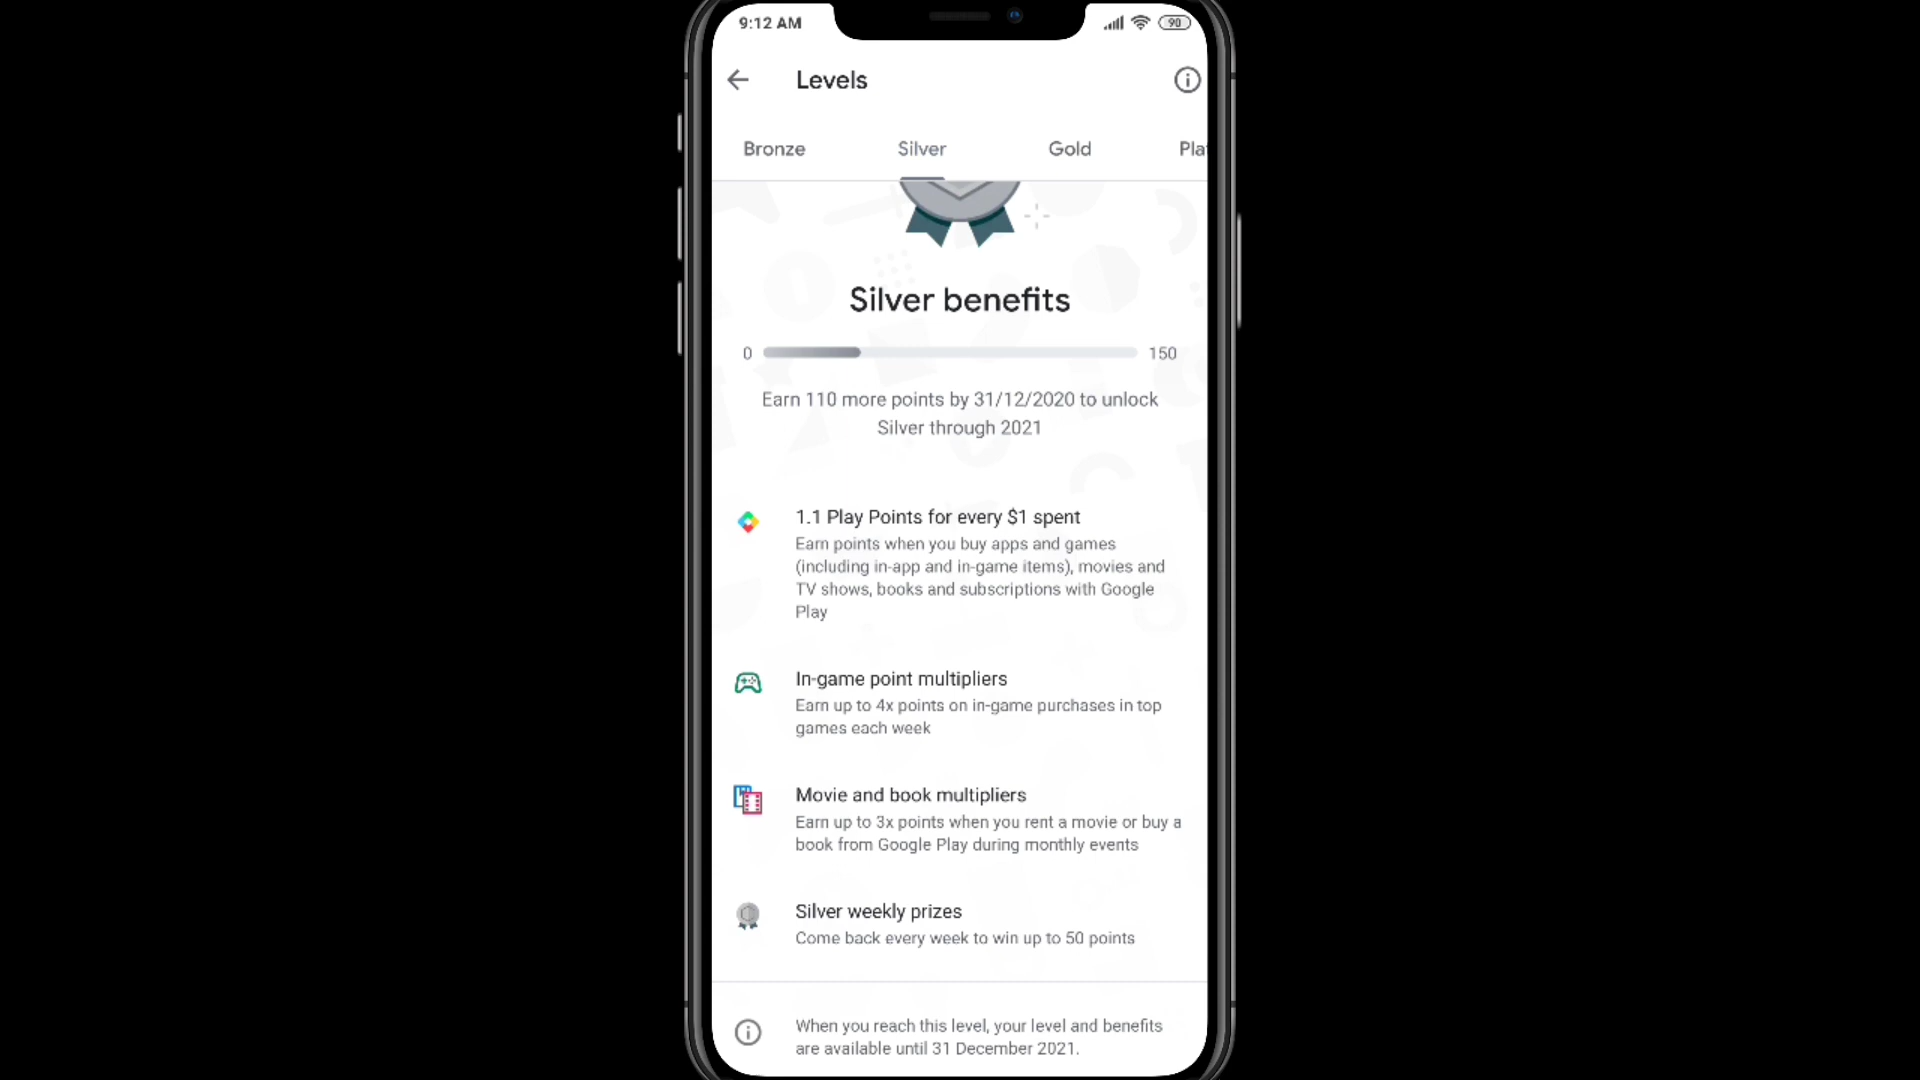 9:12 AM
90
Levels
Bronze
Silver
Gold
Pla
Silver benefits
0
150
Earn 110 more points by 31/12/2020 to unlock
Silver through 2021
1.1 Play Points for every $1 spent
Earn points when you buy apps and games
(including in-app and in-game items), movies and
TV shows, books and subscriptions with Google
Play
In-game point multipliers
Earn up to 4x points on in-game purchases in top
games each week
Movie and book multipliers
Earn up to 3x points when you rent a movie or buy a
book from Google Play during monthly events
Silver weekly prizes
Come back every week to win up to 50 points
When you reach this level, your level and benefits
are available until 31 December 2021.